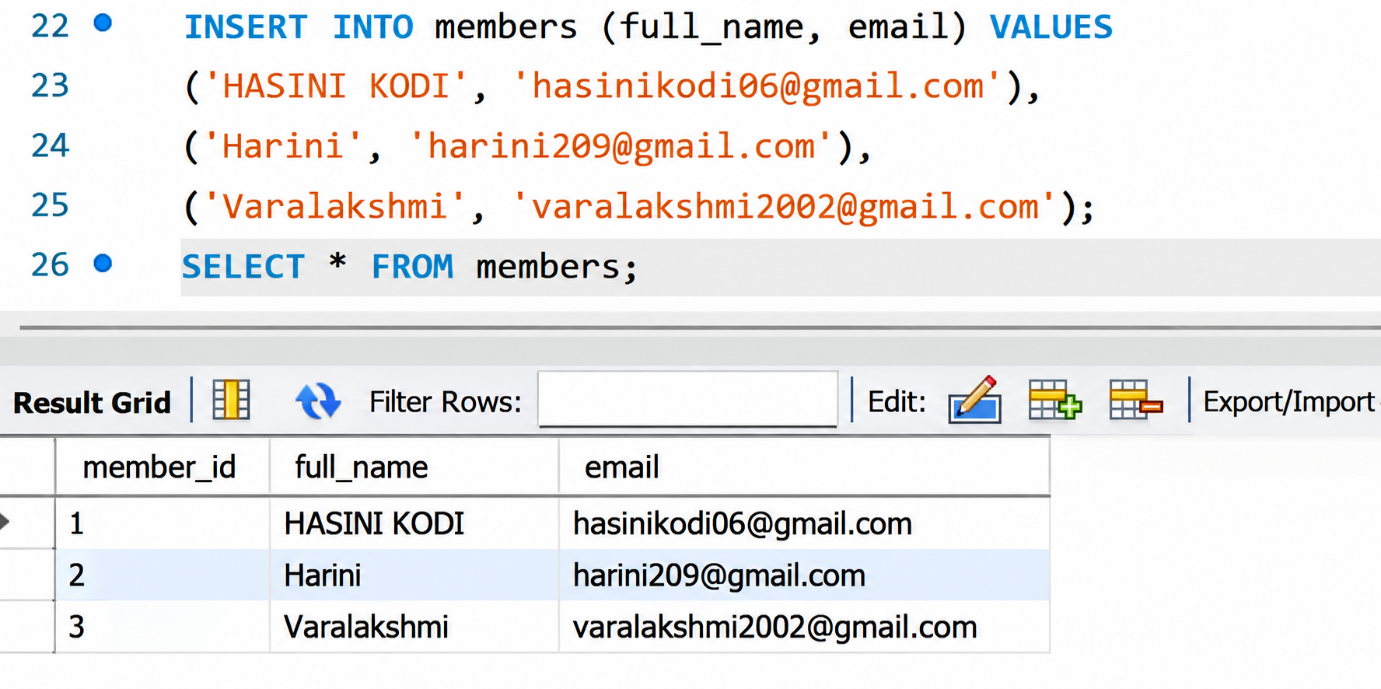 22 INSERT INTO members (full_name, email) VALUES
23 ('HASINI KODI', 'hasinikodi06@gmail.com'),
24 ('Harini', 'harini209@gmail.com'),
25 ('Varalakshmi', 'varalakshmi2002@gmail.com');
26 SELECT * FROM members;
Result Grid Filter Rows: Edit: Export/Import
member_id full_name email
1 HASINI KODI hasinikodi06@gmail.com
2 Harini harini209@gmail.com
3 Varalakshmi varalakshmi2002@gmail.com